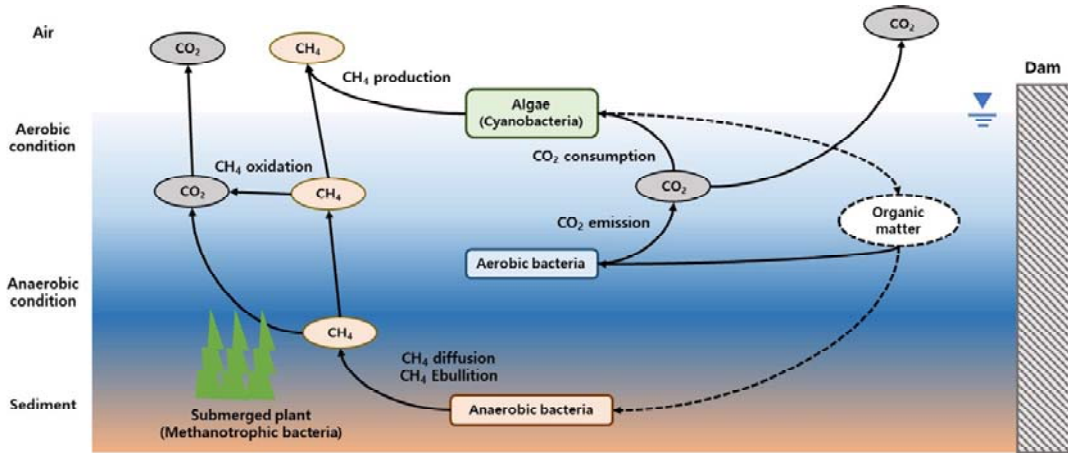 Air
CO₂
CH₄
CO₂
CH₄ production
Dam
Algae
(Cyanobacteria)
Aerobic
condition
CO₂ consumption
CH₄ oxidation
CO₂
CH₄
CO₂
Organic
matter
CO₂ emission
Aerobic bacteria
Anaerobic
condition
CH₄
CH₄ diffusion
CH₄ Ebullition
Sediment
Anaerobic bacteria
Submerged plant
(Methanotrophic bacteria)